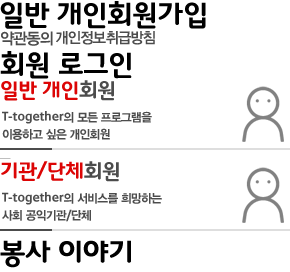 일반 개인회원가입
약관동의 개인정보취급방침
회원 로그인
일반 개인회원
T-together의 모든 프로그램을
이용하고 싶은 개인회원
기관/단체회원
T-together의 서비스를 희망하는
사회 공익기관/단체
봉사 이야기